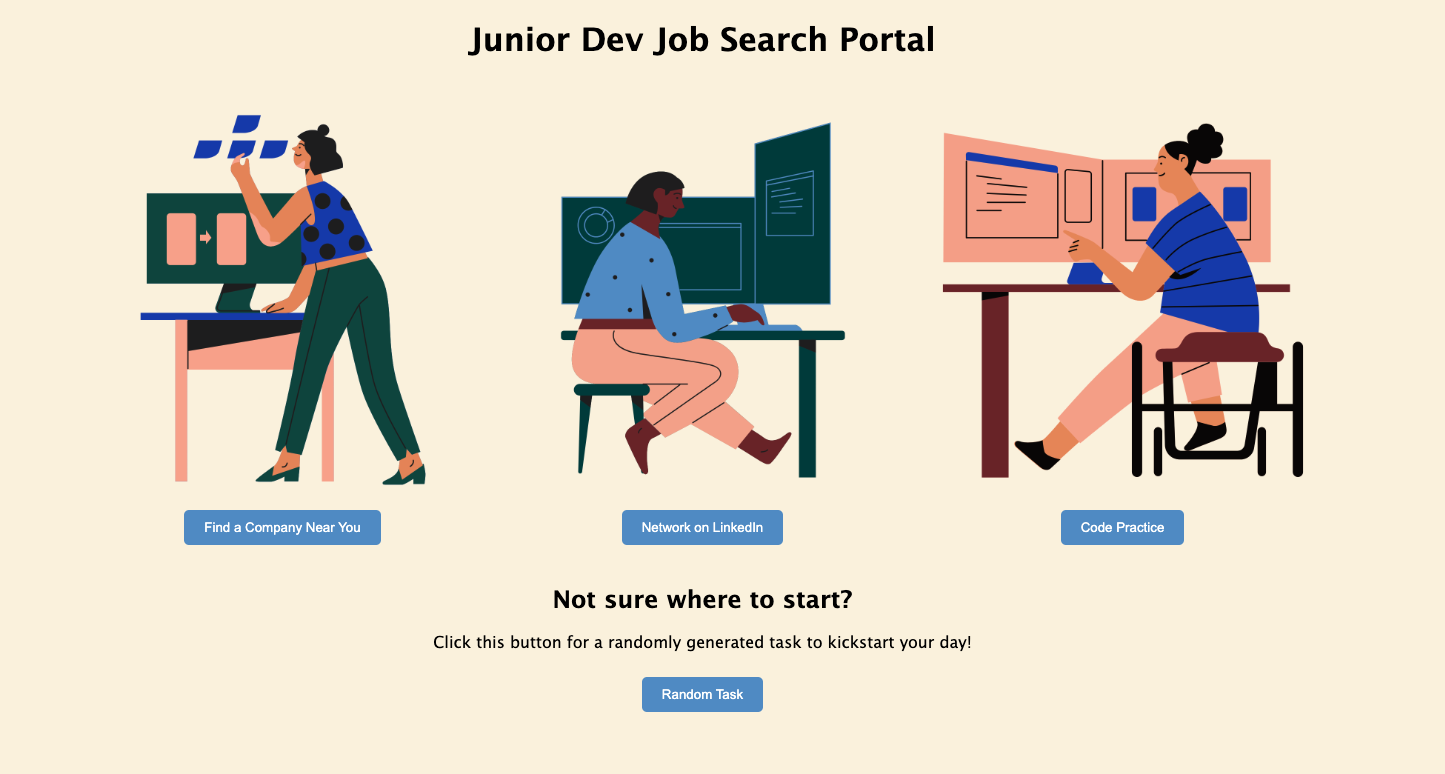 Junior Dev Job Search Portal
Find a Company Near You
Network on LinkedIn
Code Practice
Not sure where to start?
Click this button for a randomly generated task to kickstart your day!
Random Task